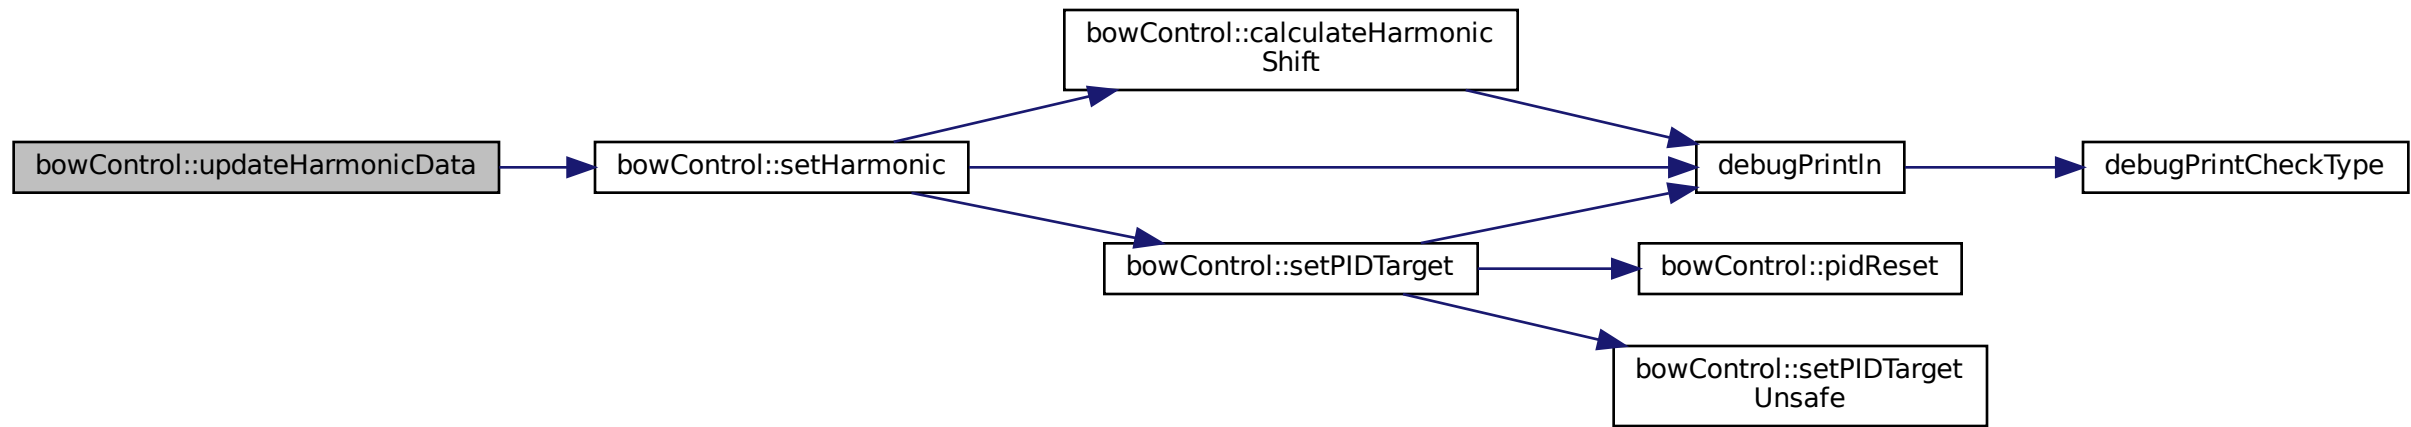 bowControl::updateHarmonicData
bowControl::setHarmonic
bowControl::calculateHarmonic
Shift
bowControl::setPIDTarget
debugPrintln
debugPrintCheckType
bowControl::pidReset
bowControl::setPIDTarget
Unsafe